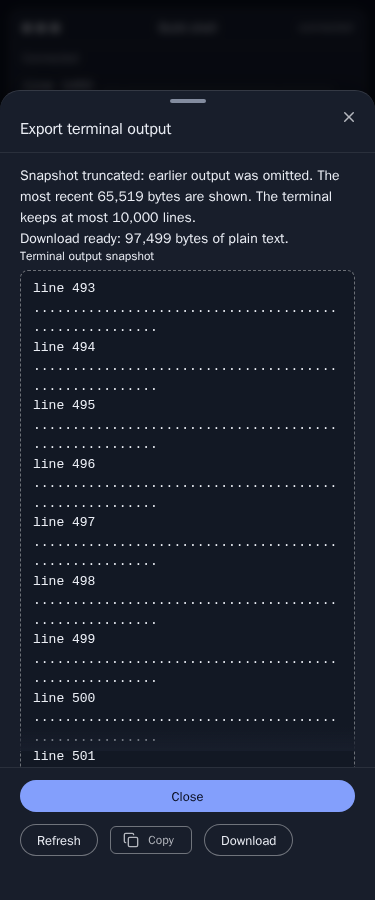 Export terminal output
Snapshot truncated: earlier output was omitted. The
most recent 65,519 bytes are shown. The terminal
keeps at most 10,000 lines.
Download ready: 97,499 bytes of plain text.
Terminal output snapshot
line 493
.......................................
................
line 494
.......................................
................
line 495
.......................................
................
line 496
.......................................
................
line 497
.......................................
................
line 498
.......................................
................
line 499
.......................................
................
line 500
.......................................
................
line 501
Close
Refresh
Copy
Download